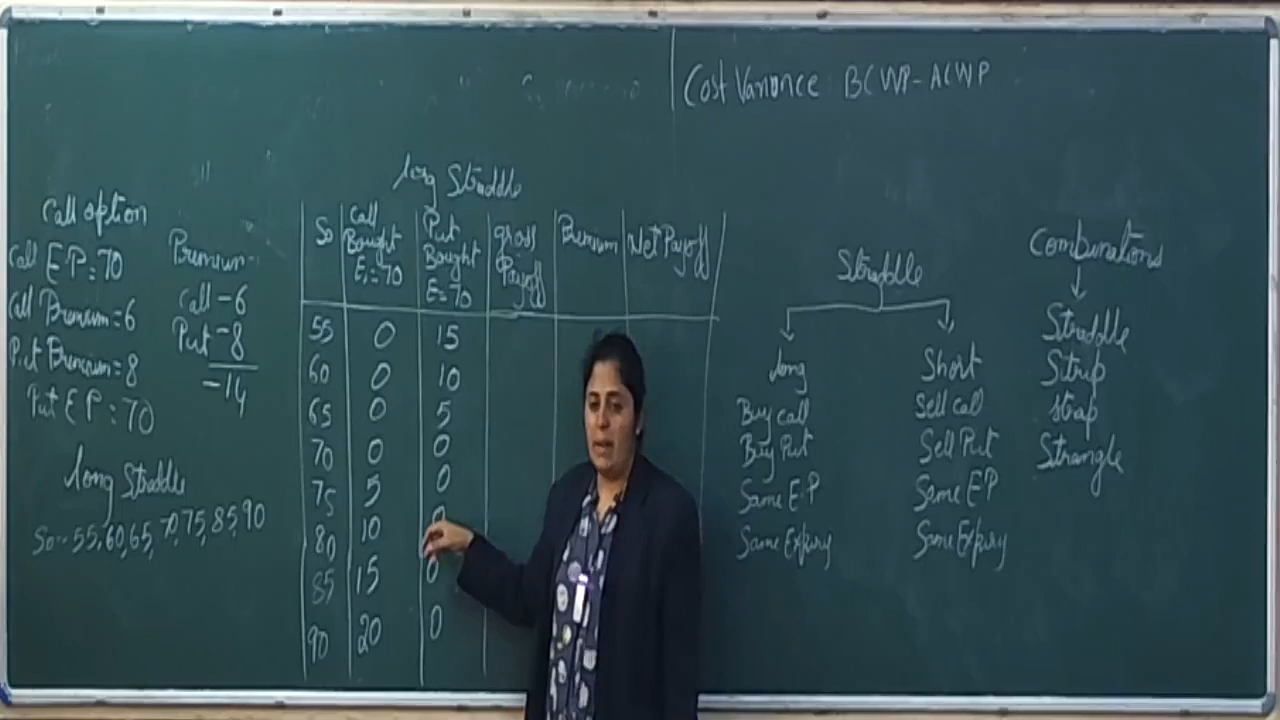 Cost Variance BCWP-ACWP
long Straddle
Call option
Call EP=70
Call Premium=6
Put Premium=8
Put EP=70
Premium
Call -6
Put -8
-14
long Straddle
So- 55,60,65,70,75,85,90
So | Call Bought E=70 | Put Bought E=70 | Gross Payoff | Premium | Net Payoff
55 0 15
60 0 10
65 0 5
70 0 0
75 5 0
80 10 0
85 15 0
90 20 0
Straddle
long
Buy Call
Buy Put
Same E.P
Same Expiry
Short
Sell Call
Sell Put
Same EP
Same Expiry
Combinations
Straddle
Strip
Strap
Strangle